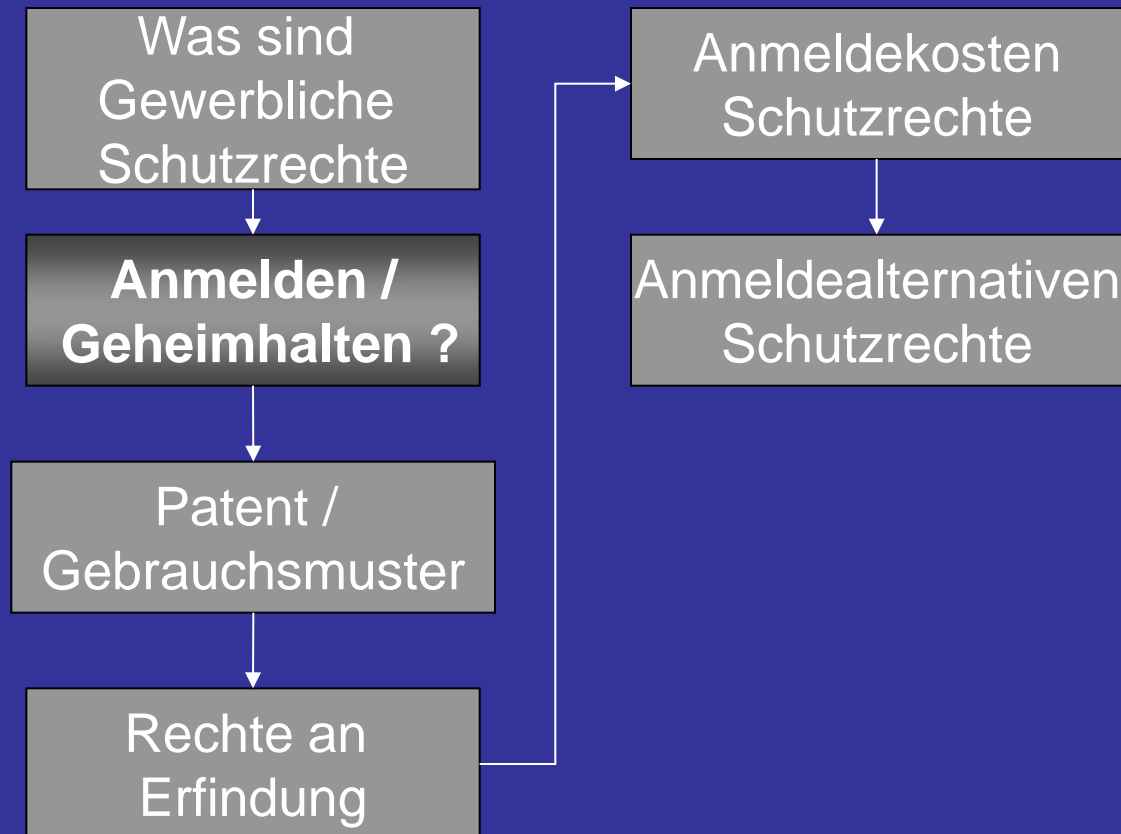 Was sind
Gewerbliche
Schutzrechte
Anmelden /
Geheimhalten ?
Patent /
Gebrauchsmuster
Rechte an
Erfindung
Anmeldekosten
Schutzrechte
Anmeldealternativen
Schutzrechte